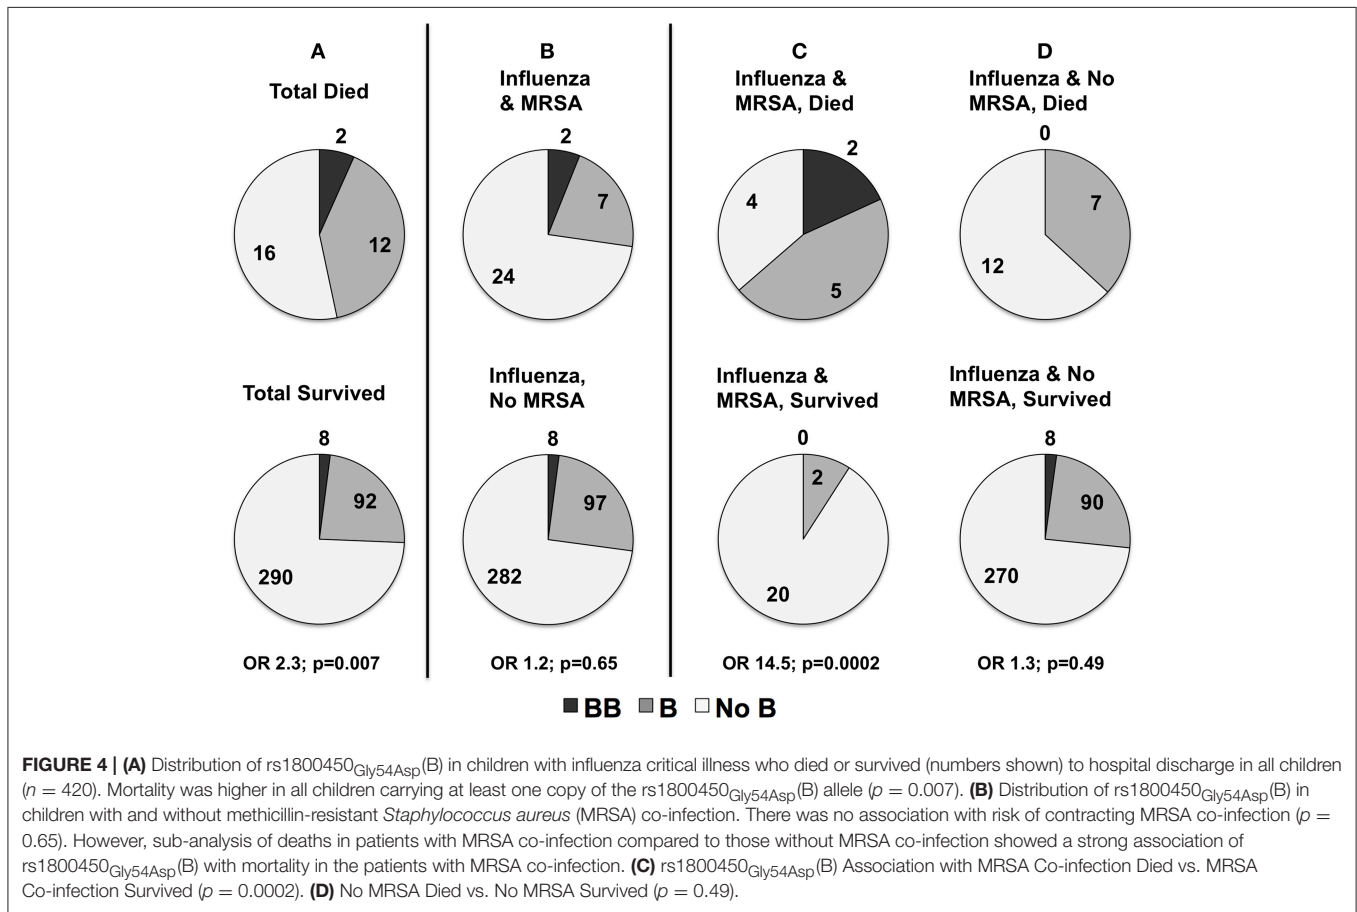 A
Total Died
2
12
16
Total Survived
8
92
290
OR 2.3; p=0.007
B
Influenza
& MRSA
2
7
24
Influenza,
No MRSA
8
97
282
OR 1.2; p=0.65
C
Influenza &
MRSA, Died
2
4
5
Influenza &
MRSA, Survived
0
2
20
OR 14.5; p=0.0002
D
Influenza & No
MRSA, Died
0
7
12
Influenza & No
MRSA, Survived
8
90
270
OR 1.3; p=0.49
BB B No B
FIGURE 4 | (A) Distribution of rs1800450Gly54Asp(B) in children with influenza critical illness who died or survived (numbers shown) to hospital discharge in all children
(n = 420). Mortality was higher in all children carrying at least one copy of the rs1800450Gly54Asp(B) allele (p = 0.007). (B) Distribution of rs1800450Gly54Asp(B) in
children with and without methicillin-resistant Staphylococcus aureus (MRSA) co-infection. There was no association with risk of contracting MRSA co-infection (p =
0.65). However, sub-analysis of deaths in patients with MRSA co-infection compared to those without MRSA co-infection showed a strong association of
rs1800450Gly54Asp(B) with mortality in the patients with MRSA co-infection. (C) rs1800450Gly54Asp(B) Association with MRSA Co-infection Died vs. MRSA
Co-infection Survived (p = 0.0002). (D) No MRSA Died vs. No MRSA Survived (p = 0.49).